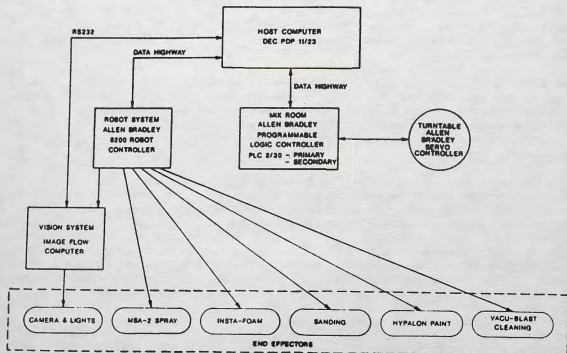 RS232
HOST COMPUTER
DEC PDP 11/23
DATA HIGHWAY
DATA HIGHWAY
ROBOT SYSTEM
ALLEN BRADLEY
8200 ROBOT
CONTROLLER
MIX ROOM
ALLEN BRADLEY
PROGRAMMABLE
LOGIC CONTROLLER
PLC 3/30 - PRIMARY
- SECONDARY
TURNTABLE
ALLEN
BRADLEY
SERVO
CONTROLLER
VISION SYSTEM
IMAGE FLOW
COMPUTER
CAMERA & LIGHTS
MSA-2 SPRAY
INSTA-FOAM
SANDING
HYPALON PAINT
VACU-BLAST
CLEANING
END EFFECTORS